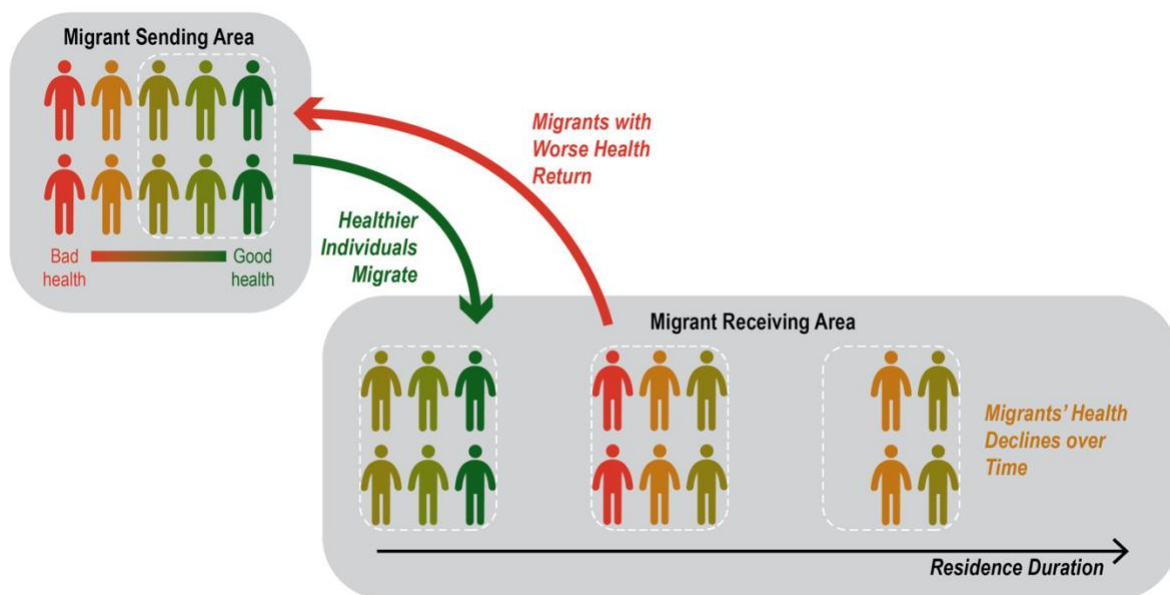 Migrant Sending Area
Bad
health
Good
health
Migrants with
Worse Health
Return
Healthier
Individuals
Migrate
Migrant Receiving Area
Migrants' Health
Declines over
Time
Residence Duration